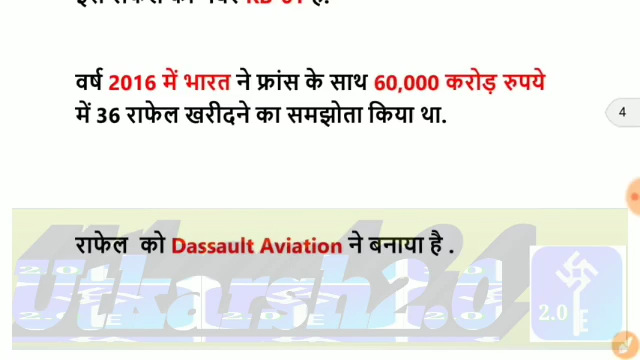 वर्ष 2016 में भारत ने फ्रांस के साथ 60,000 करोड़ रुपये
में 36 राफेल खरीदने का समझोता किया था.
4
राफेल को Dassault Aviation ने बनाया है .
Utkarsh2.0
2.0